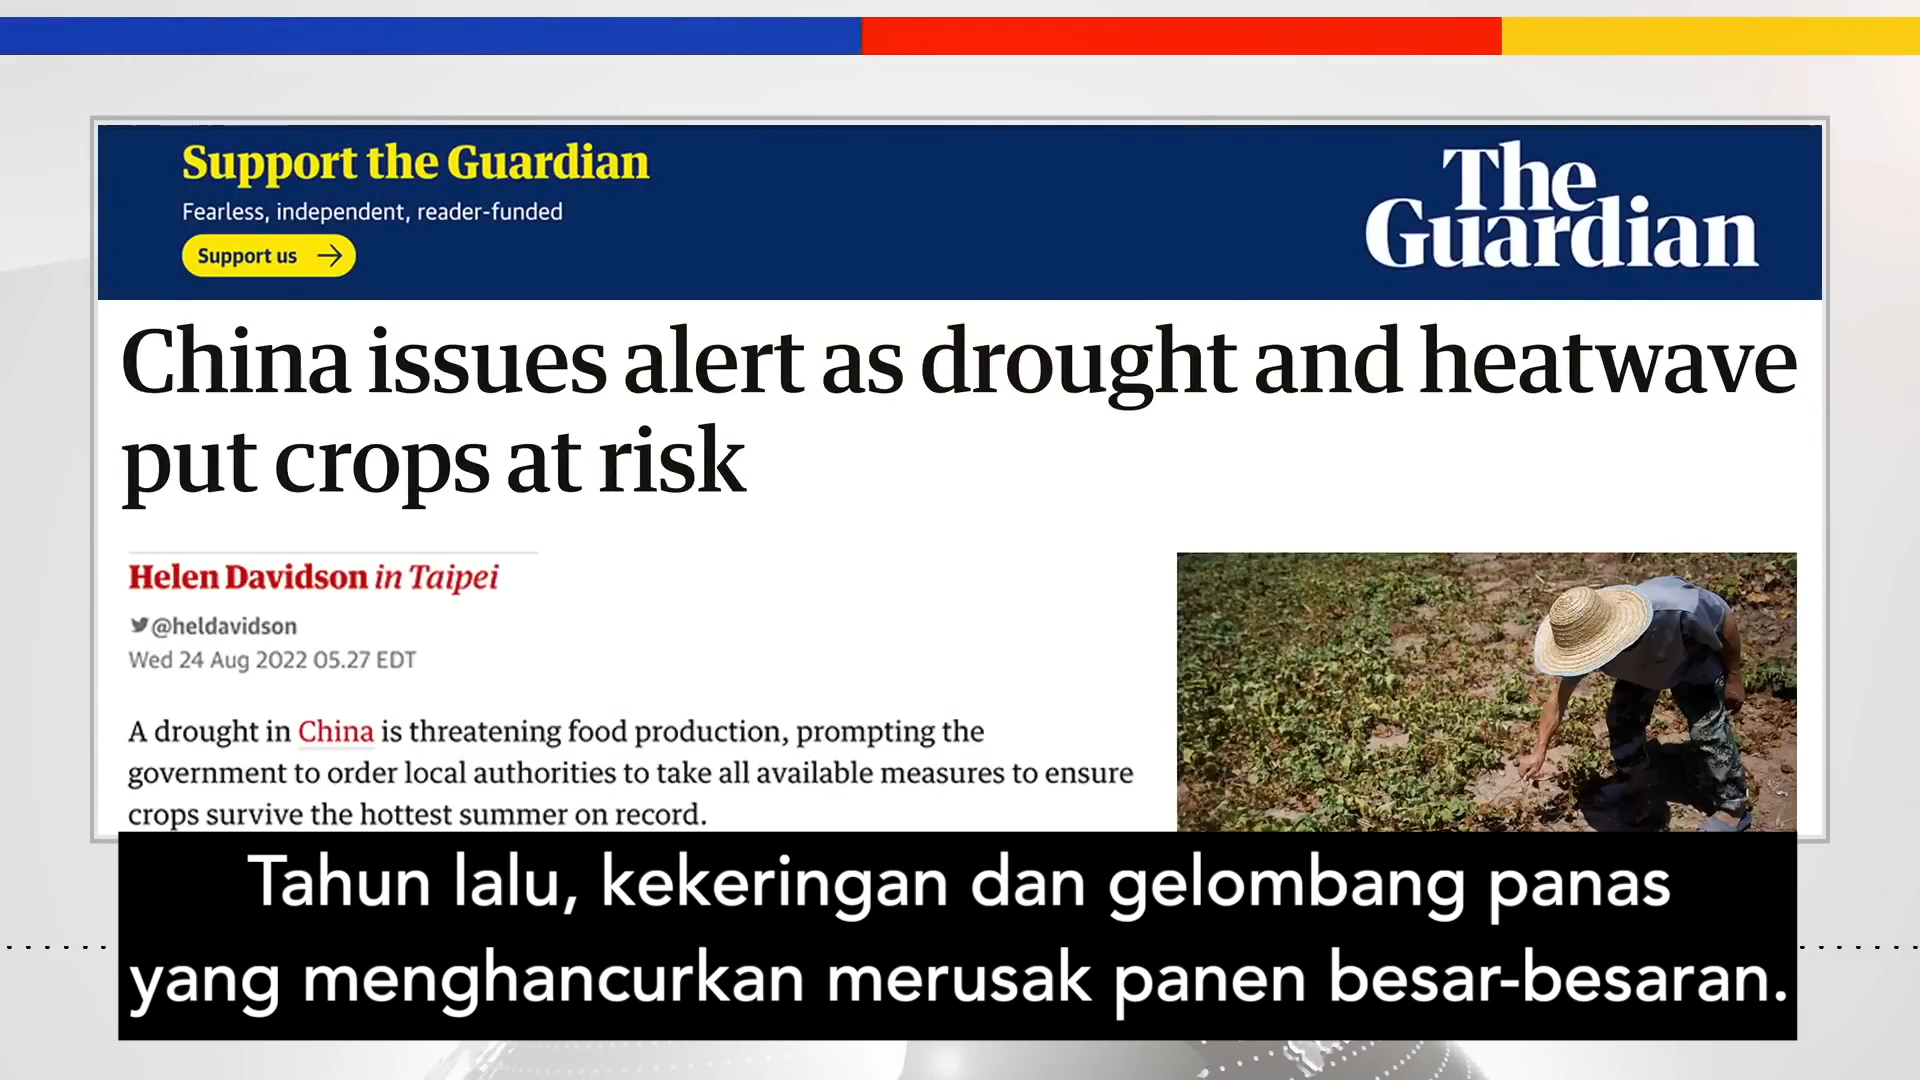 Support the Guardian
Fearless, independent, reader-funded
Support us
The
Guardian
China issues alert as drought and heatwave
put crops at risk
Helen Davidson in Taipei
@heldavidson
Wed 24 Aug 2022 05.27 EDT
A drought in China is threatening food production, prompting the
government to order local authorities to take all available measures to ensure
crops survive the hottest summer on record.
Tahun lalu, kekeringan dan gelombang panas
yang menghancurkan merusak panen besar-besaran.